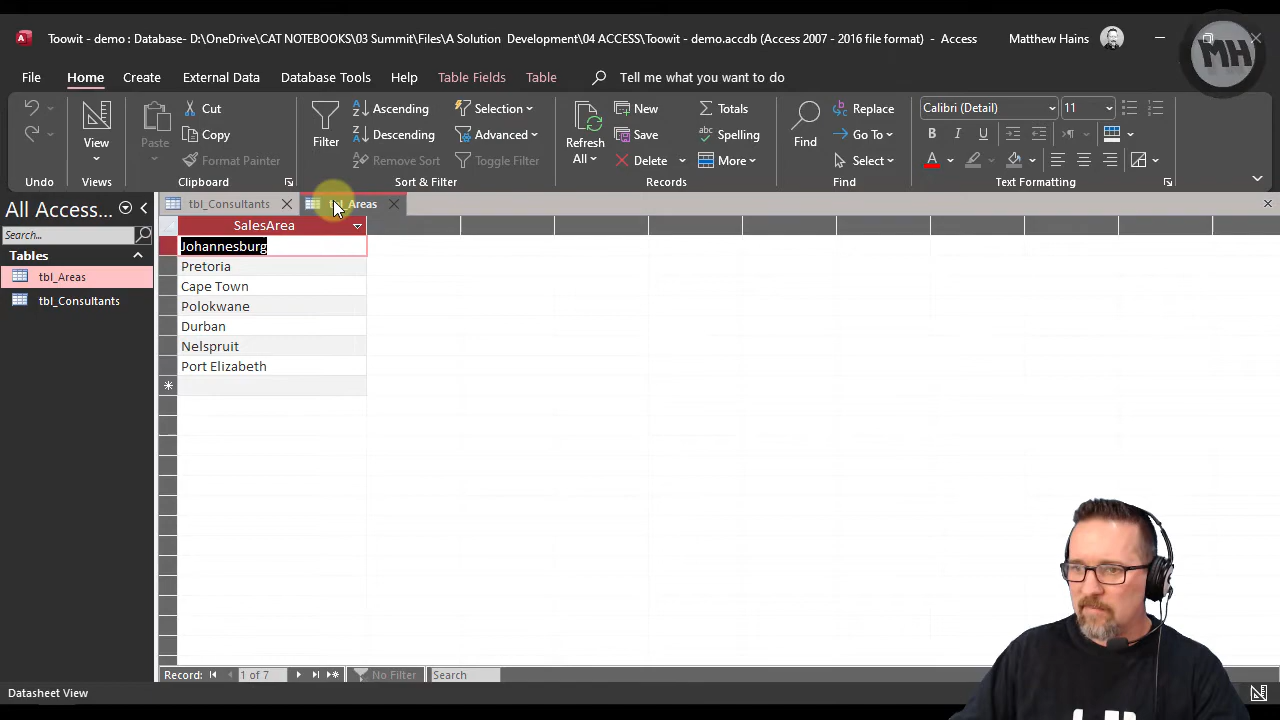 Toowit - demo : Database- D:\OneDrive\CAT NOTEBOOKS\03 Summit\Files\A Solution Development\04 ACCESS\Toowit - demo.accdb (Access 2007 - 2016 file format) - Access
Matthew Hains
MH
File Home Create External Data Database Tools Help Table Fields Table Tell me what you want to do
Cut
Copy
Format Painter
Paste
View
Filter
Ascending
Descending
Remove Sort
Selection
Advanced
Toggle Filter
Refresh All
New
Save
Delete
Totals
Spelling
More
Find
Replace
Go To
Select
Calibri (Detail) 11
B I U
A
Undo Views Clipboard Sort & Filter Records Find Text Formatting
All Access...
Search...
Tables
tbl_Areas
tbl_Consultants
tbl_Consultants tbl_Areas
SalesArea
Johannesburg
Pretoria
Cape Town
Polokwane
Durban
Nelspruit
Port Elizabeth
Record: 1 of 7 No Filter Search
Datasheet View